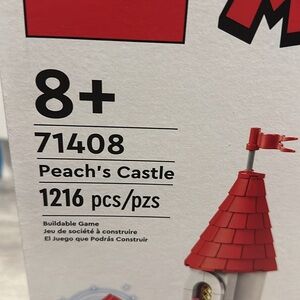 8+
71408
Peach's Castle
1216 pcs/pzs
Buildable Game
Jeu de société à construire
El Juego que Podrás Construir